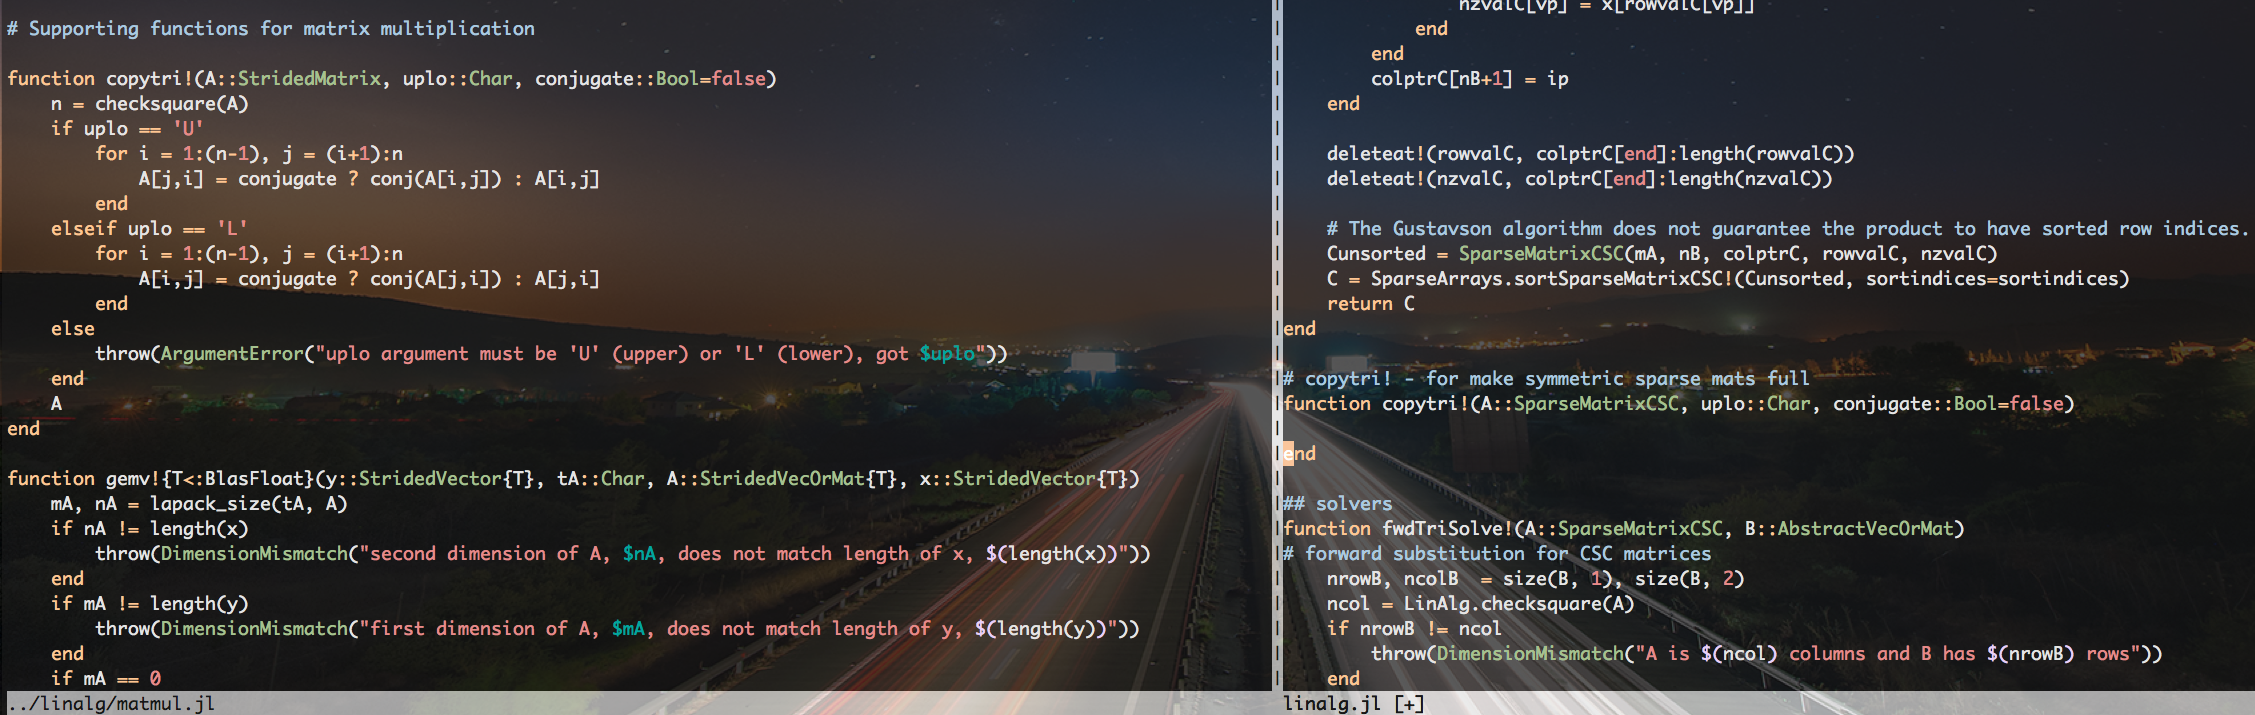 # Supporting functions for matrix multiplication
function copytri!(A::StridedMatrix, uplo::Char, conjugate::Bool=false)
    n = checksquare(A)
    if uplo == 'U'
        for i = 1:(n-1), j = (i+1):n
            A[j,i] = conjugate ? conj(A[i,j]) : A[i,j]
        end
    elseif uplo == 'L'
        for i = 1:(n-1), j = (i+1):n
            A[i,j] = conjugate ? conj(A[j,i]) : A[j,i]
        end
    else
        throw(ArgumentError("uplo argument must be 'U' (upper) or 'L' (lower), got $uplo"))
    end
    A
end
function gemv!{T<:BlasFloat}(y::StridedVector{T}, tA::Char, A::StridedVecOrMat{T}, x::StridedVector{T})
    mA, nA = lapack_size(tA, A)
    if nA != length(x)
        throw(DimensionMismatch("second dimension of A, $nA, does not match length of x, $(length(x))"))
    end
    if mA != length(y)
        throw(DimensionMismatch("first dimension of A, $mA, does not match length of y, $(length(y))"))
    end
    if mA == 0
../linalg/matmul.jl
                nzvalC[vp] = x[rowvalC[vp]]
            end
        end
        colptrC[nB+1] = ip
    end
    deleteat!(rowvalC, colptrC[end]:length(rowvalC))
    deleteat!(nzvalC, colptrC[end]:length(nzvalC))
    # The Gustavson algorithm does not guarantee the product to have sorted row indices.
    Cunsorted = SparseMatrixCSC(mA, nB, colptrC, rowvalC, nzvalC)
    C = SparseArrays.sortSparseMatrixCSC!(Cunsorted, sortindices=sortindices)
    return C
end
# copytri! - for make symmetric sparse mats full
function copytri!(A::SparseMatrixCSC, uplo::Char, conjugate::Bool=false)
end
## solvers
function fwdTriSolve!(A::SparseMatrixCSC, B::AbstractVecOrMat)
# forward substitution for CSC matrices
    nrowB, ncolB  = size(B, 1), size(B, 2)
    ncol = LinAlg.checksquare(A)
    if nrowB != ncol
        throw(DimensionMismatch("A is $(ncol) columns and B has $(nrowB) rows"))
    end
linalg.jl [+]